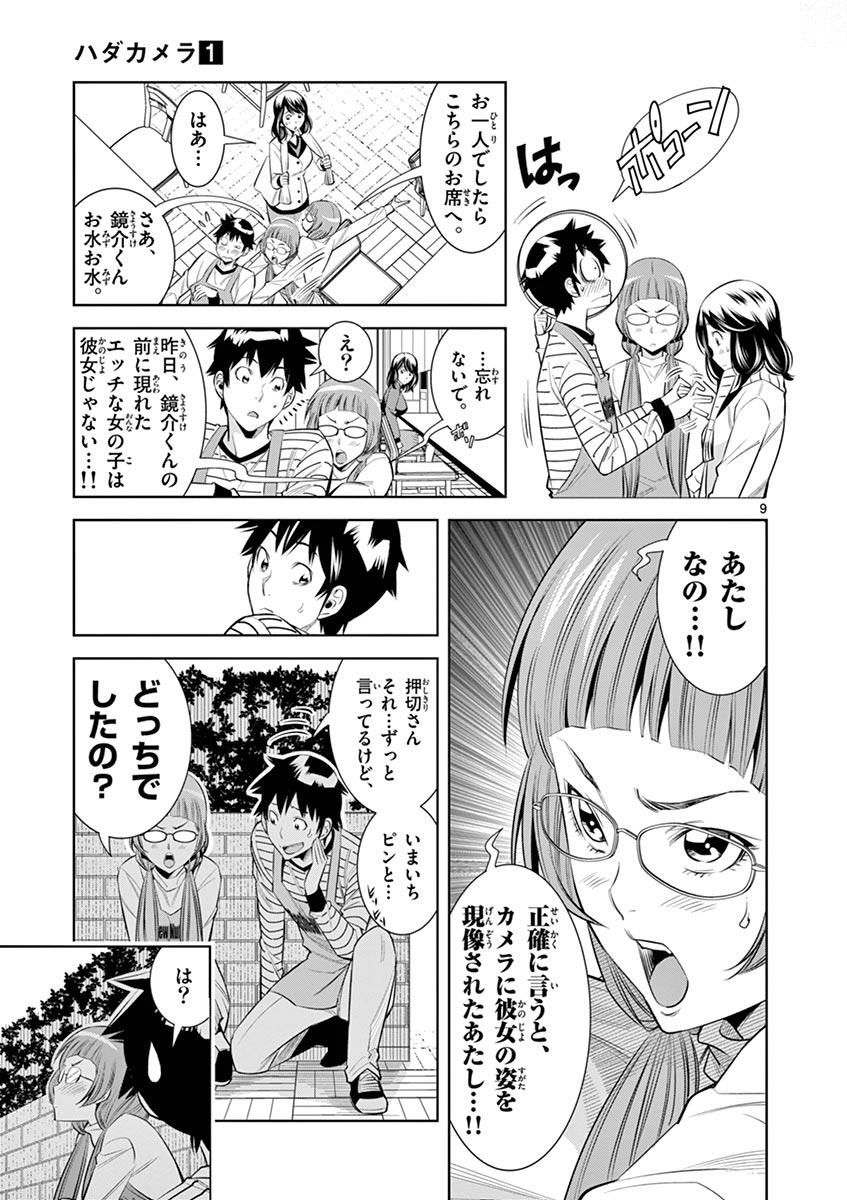 ハダカメラ1
ポコーン
はっ
お一人でしたら
こちらのお席へ。
はあ…
さあ、
鏡介くん
お水お水。
…忘れ
ないで。
ボソ
ボソ
え?
昨日、鏡介くんの
前に現れた
エッチな女の子は
彼女じゃない…!!
9
あたし
なの…!!
正確に言うと、
カメラに彼女の姿を
現像されたあたし…!!
押切さん
それ…ずっと
言ってるけど、
いまいち
ピンと…
どっちで
したの?
ew Nu
は?